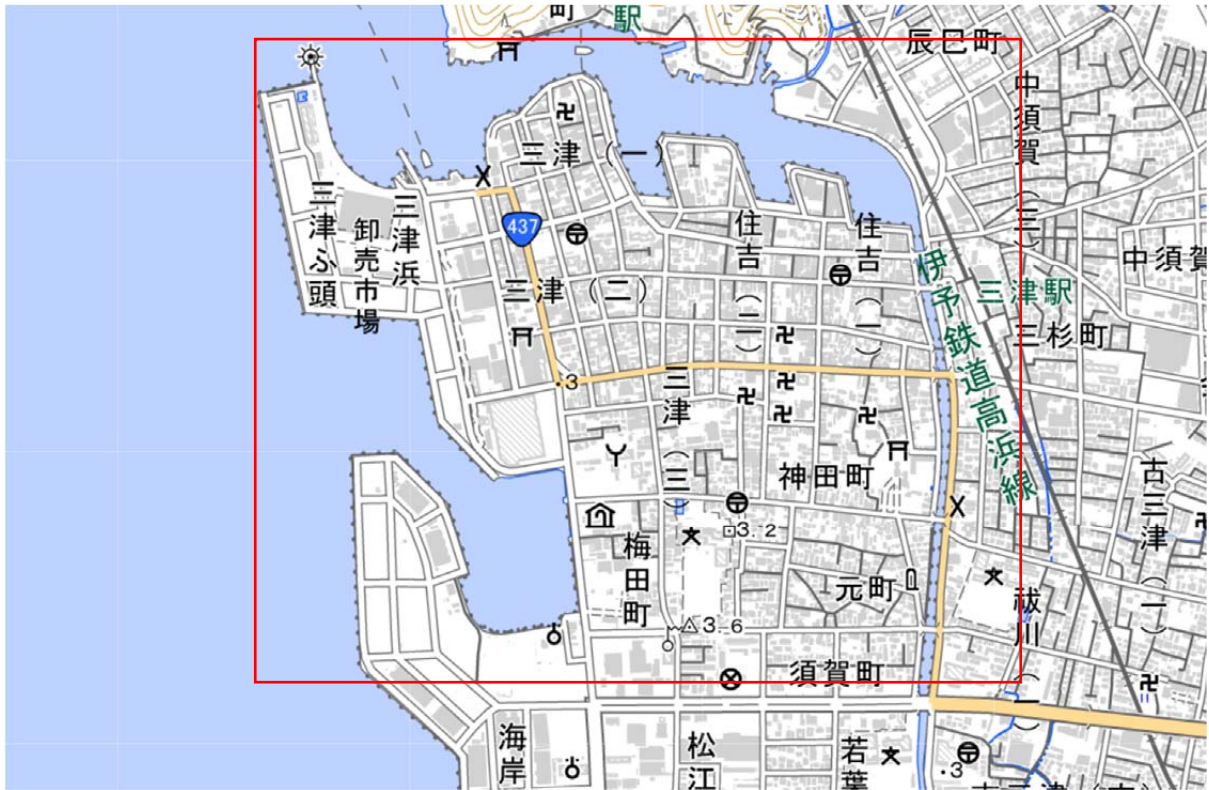 町
駅
辰巳町
中須賀(三)
三津(一)
三津ふ頭
三津浜
卸売市場
437
住吉(二)
住吉(一)
伊予鉄道高浜線
三津駅
中須賀
三杉町
三津(二)
・3
三津(三)
神田町
古三津(一)
3.2
梅田町
元町
祓川(一)
3.6
須賀町
海岸
松江
若葉
・3